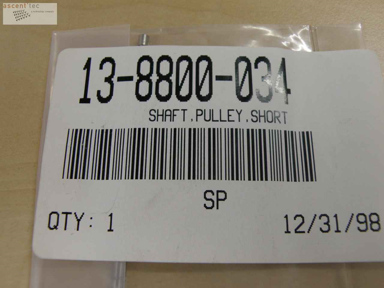 ascent tec
13-8800-034
SHAFT.PULLEY.SHORT
SP
QTY: 1 12/31/98